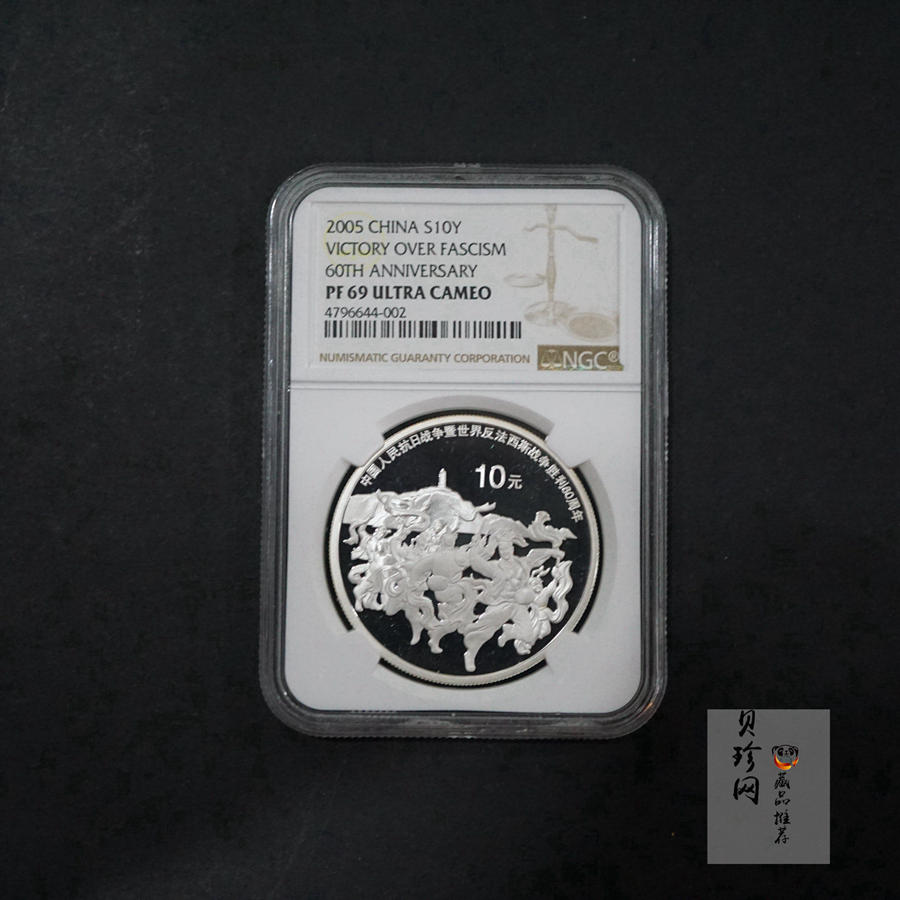 2005 CHINA S10Y
VICTORY OVER FASCISM
60TH ANNIVERSARY
PF 69 ULTRA CAMEO
4796644-002
NUMISMATIC GUARANTY CORPORATION
NGC®
中国人民抗日战争暨世界反法西斯战争胜利60周年
10元
贝珍网
藏品推荐